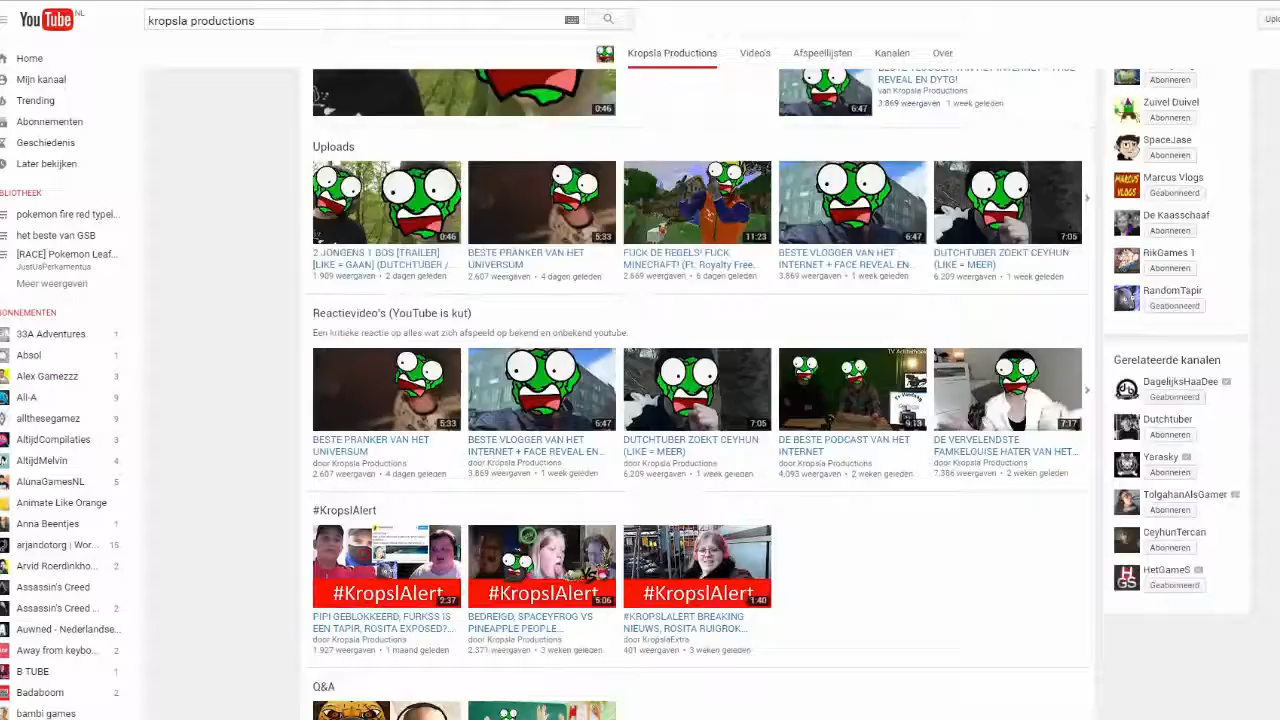 YouTube NL
kropsla productions
Home
Mijn kanaal
Trending
Abonnementen
Geschiedenis
Later bekijken
BLIOTHEEK
pokemon fire red typei...
het beste van GSB
[RACE] Pokemon Leaf...
JustUsPerkamentus
Meer weergeven
BONNEMENTEN
33A Adventures 1
Absol 1
Alex Gamezzz 3
Ali-A 9
allthesegamez 9
AltijdCompilaties 3
AltijdMelvin 4
AlunaGamesNL 5
Animate Like Orange
Anna Beentjes 1
arjandotorg | Wor... 15
Arvid Roerdinkho... 2
Assassin's Creed
Assassin's Creed ... 2
Auwned - Nederlandse...
Away from keybo... 2
B TUBE 1
Badaboom 2
bambi games
Kropsla Productions Video's Afspeellijsten Kanalen Over
0:46
6:47
REVEAL EN DYTG!
van Kropsla Productions
3.869 weergaven · 1 week geleden
Uploads
0:46
2 JONGENS 1 BOS [TRAILER]
[LIKE = GAAN] (DUTCHTUBER /...
1.909 weergaven · 2 dagen geleden
5:33
BESTE PRANKER VAN HET
UNIVERSUM
2.607 weergaven · 4 dagen geleden
11:23
FUCK DE REBELS! FUCK
MINECRAFT! (Ft. Royalty Free...
2.669 weergaven · 6 dagen geleden
6:47
BESTE VLOGGER VAN HET
INTERNET + FACE REVEAL EN...
3.869 weergaven · 1 week geleden
7:05
DUTCHTUBER ZOEKT CEYHUN
(LIKE = MEER)
6.209 weergaven · 1 week geleden
Reactievideo's (YouTube is kut)
Een kritieke reactie op alles wat zich afspeeld op bekend en onbekend youtube.
5:33
BESTE PRANKER VAN HET
UNIVERSUM
door Kropsla Productions
2.607 weergaven · 4 dagen geleden
6:47
BESTE VLOGGER VAN HET
INTERNET + FACE REVEAL EN...
door Kropsla Productions
3.869 weergaven · 1 week geleden
7:05
DUTCHTUBER ZOEKT CEYHUN
(LIKE = MEER)
door Kropsla Productions
6.209 weergaven · 1 week geleden
9:13
DE BESTE PODCAST VAN HET
INTERNET
door Kropsla Productions
4.093 weergaven · 2 weken geleden
7:17
DE VERVELENDSTE
FAMKELOUISE HATER VAN HET...
door Kropsla Productions
7.386 weergaven · 2 weken geleden
#KropslAlert
#KropslAlert
2:37
PIPI GEBLOKKEERD, FURKSS IS
EEN TAPIR, ROSITA EXPOSED?...
door Kropsla Productions
1.927 weergaven · 1 maand geleden
#KropslAlert
5:06
BEDREIGD, SPACEYFROG VS
PINEAPPLE PEOPLE...
door Kropsla Productions
2.371 weergaven · 3 weken geleden
#KropslAlert
1:40
#KROPSLALERT BREAKING
NIEUWS, ROSITA RUIGROK...
door KropslaExtra
401 weergaven · 3 weken geleden
Q&A
Abonneren
Zuivel Duivel
Abonneren
SpaceJase
Abonneren
MARCUS VLOGS
Marcus Vlogs
Geabonneerd
De Kaasschaaf
Abonneren
RikGames 1
Abonneren
RandomTapir
Geabonneerd
Gerelateerde kanalen
DagelijksHaaDee
Geabonneerd
Dutchtuber
Abonneren
Yarasky
Abonneren
TolgahanAlsGamer
Abonneren
CeyhunTercan
Abonneren
HetGameS
Geabonneerd